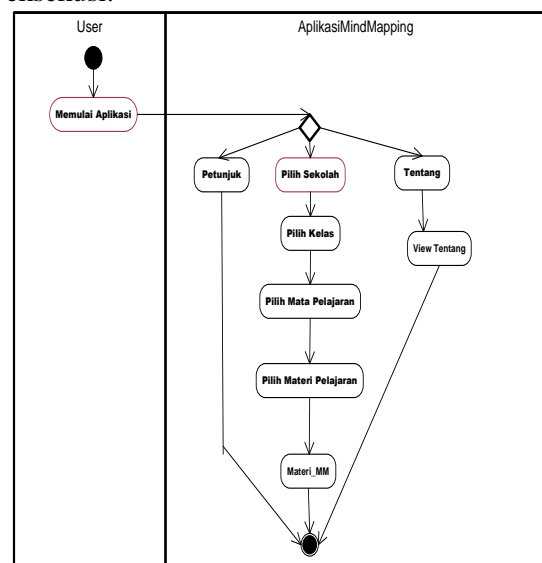 User
AplikasiMindMapping
Memulai Aplikasi
Petunjuk
Pilih Sekolah
Tentang
Pilih Kelas
View Tentang
Pilih Mata Pelajaran
Pilih Materi Pelajaran
Materi_MM